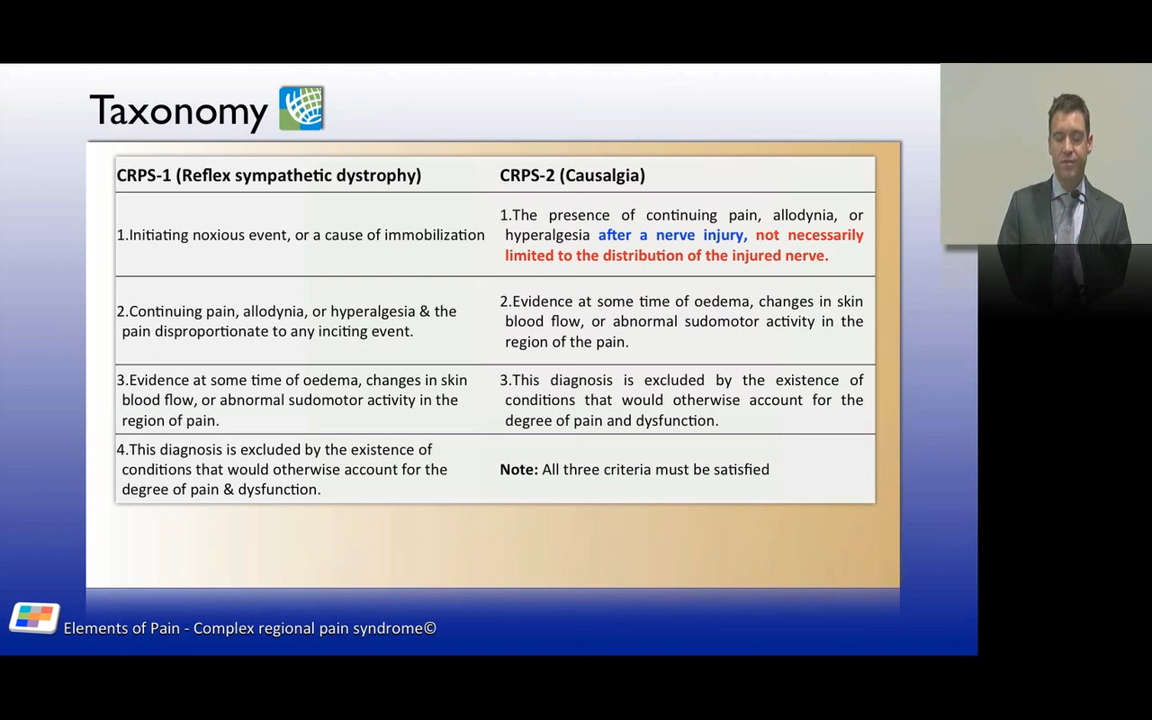 Taxonomy
CRPS-1 (Reflex sympathetic dystrophy)
CRPS-2 (Causalgia)
1.Initiating noxious event, or a cause of immobilization
1.The presence of continuing pain, allodynia, or
hyperalgesia after a nerve injury, not necessarily
limited to the distribution of the injured nerve.
2.Continuing pain, allodynia, or hyperalgesia & the
pain disproportionate to any inciting event.
2.Evidence at some time of oedema, changes in skin
blood flow, or abnormal sudomotor activity in the
region of the pain.
3.Evidence at some time of oedema, changes in skin
blood flow, or abnormal sudomotor activity in the
region of pain.
3.This diagnosis is excluded by the existence of
conditions that would otherwise account for the
degree of pain and dysfunction.
4.This diagnosis is excluded by the existence of
conditions that would otherwise account for the
degree of pain & dysfunction.
Note: All three criteria must be satisfied
Elements of Pain - Complex regional pain syndrome©